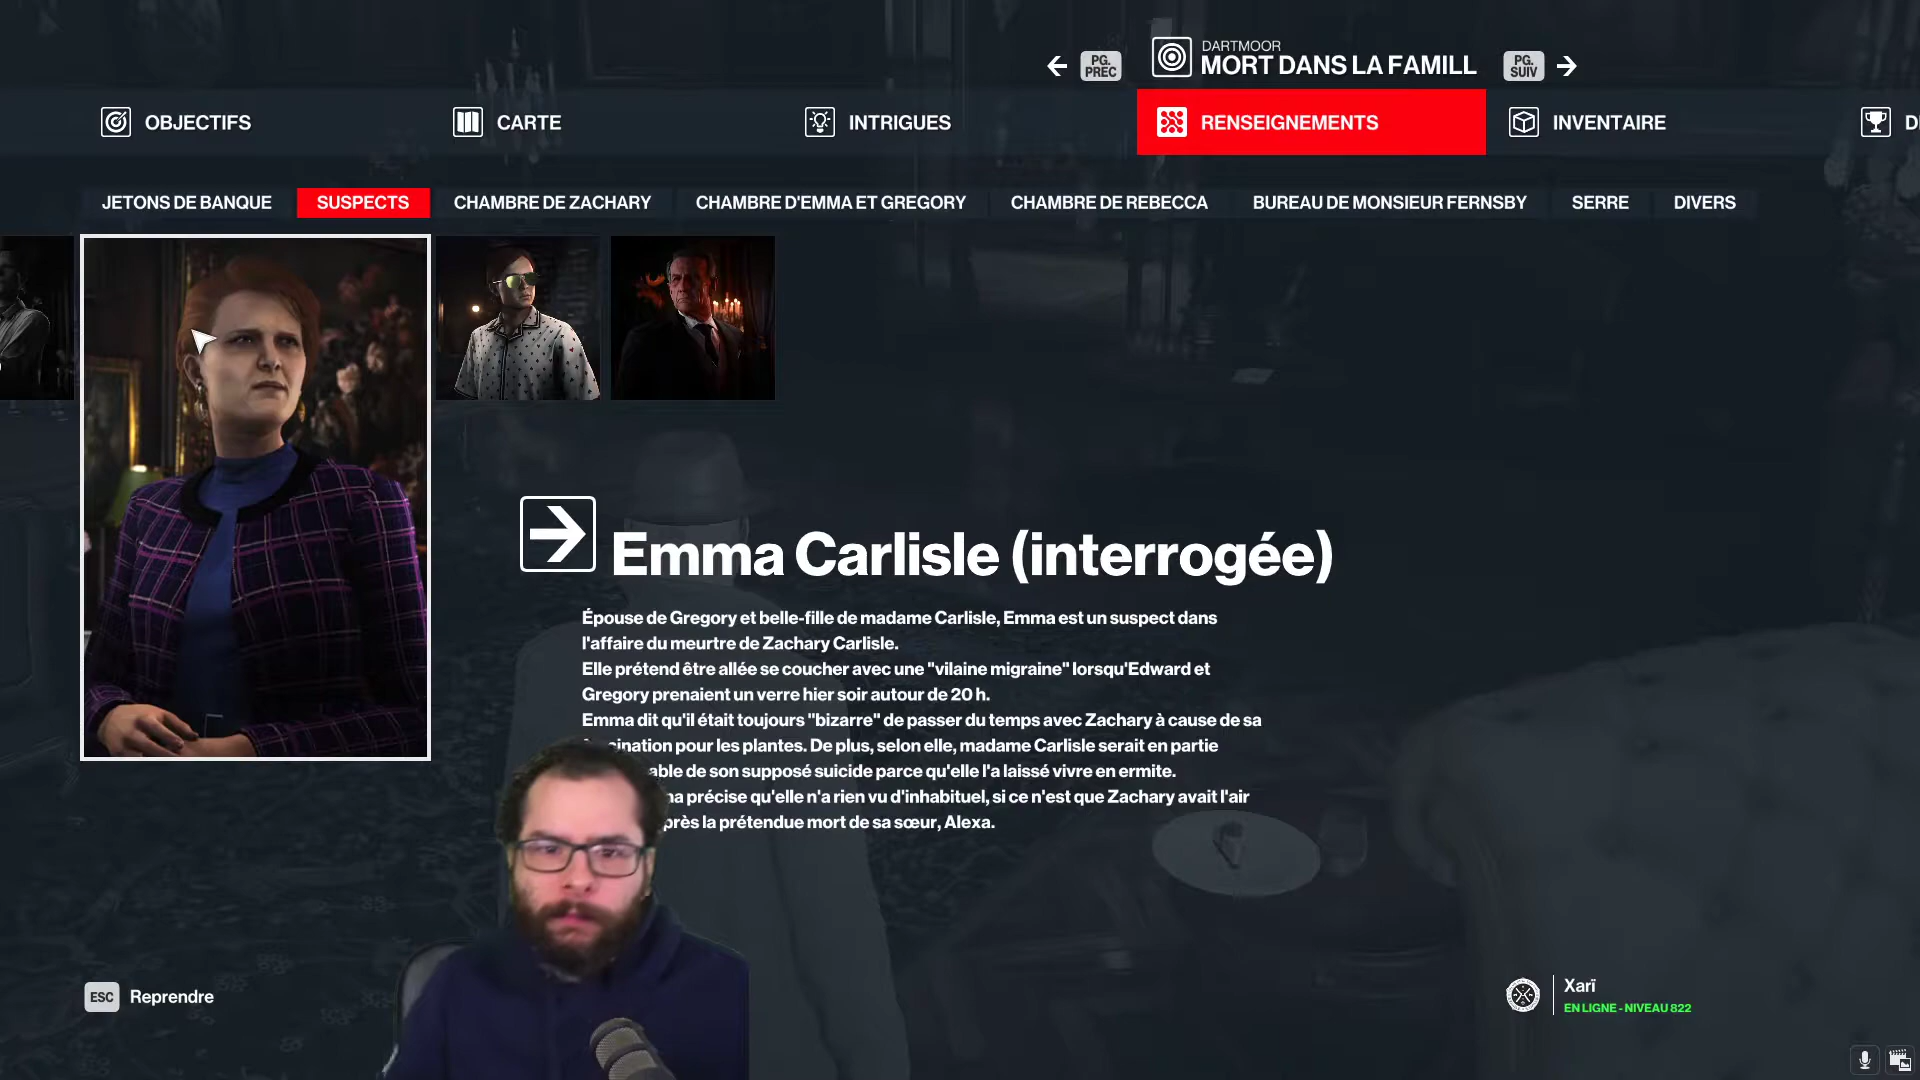 DARTMOOR
PG. PREC
MORT DANS LA FAMILL
PG. SUIV
OBJECTIFS
CARTE
INTRIGUES
RENSEIGNEMENTS
INVENTAIRE
JETONS DE BANQUE
SUSPECTS
CHAMBRE DE ZACHARY
CHAMBRE D'EMMA ET GREGORY
CHAMBRE DE REBECCA
BUREAU DE MONSIEUR FERNSBY
SERRE
DIVERS
Emma Carlisle (interrogée)
Épouse de Gregory et belle-fille de madame Carlisle, Emma est un suspect dans
l'affaire du meurtre de Zachary Carlisle.
Elle prétend être allée se coucher avec une "vilaine migraine" lorsqu'Edward et
Gregory prenaient un verre hier soir autour de 20 h.
Emma dit qu'il était toujours "bizarre" de passer du temps avec Zachary à cause de sa
pour les plantes. De plus, selon elle, madame Carlisle serait en partie
de son supposé suicide parce qu'elle l'a laissé vivre en ermite.
précise qu'elle n'a rien vu d'inhabituel, si ce n'est que Zachary avait l'air
la prétendue mort de sa sœur, Alexa.
ESC Reprendre
Xarï
EN LIGNE - NIVEAU 822